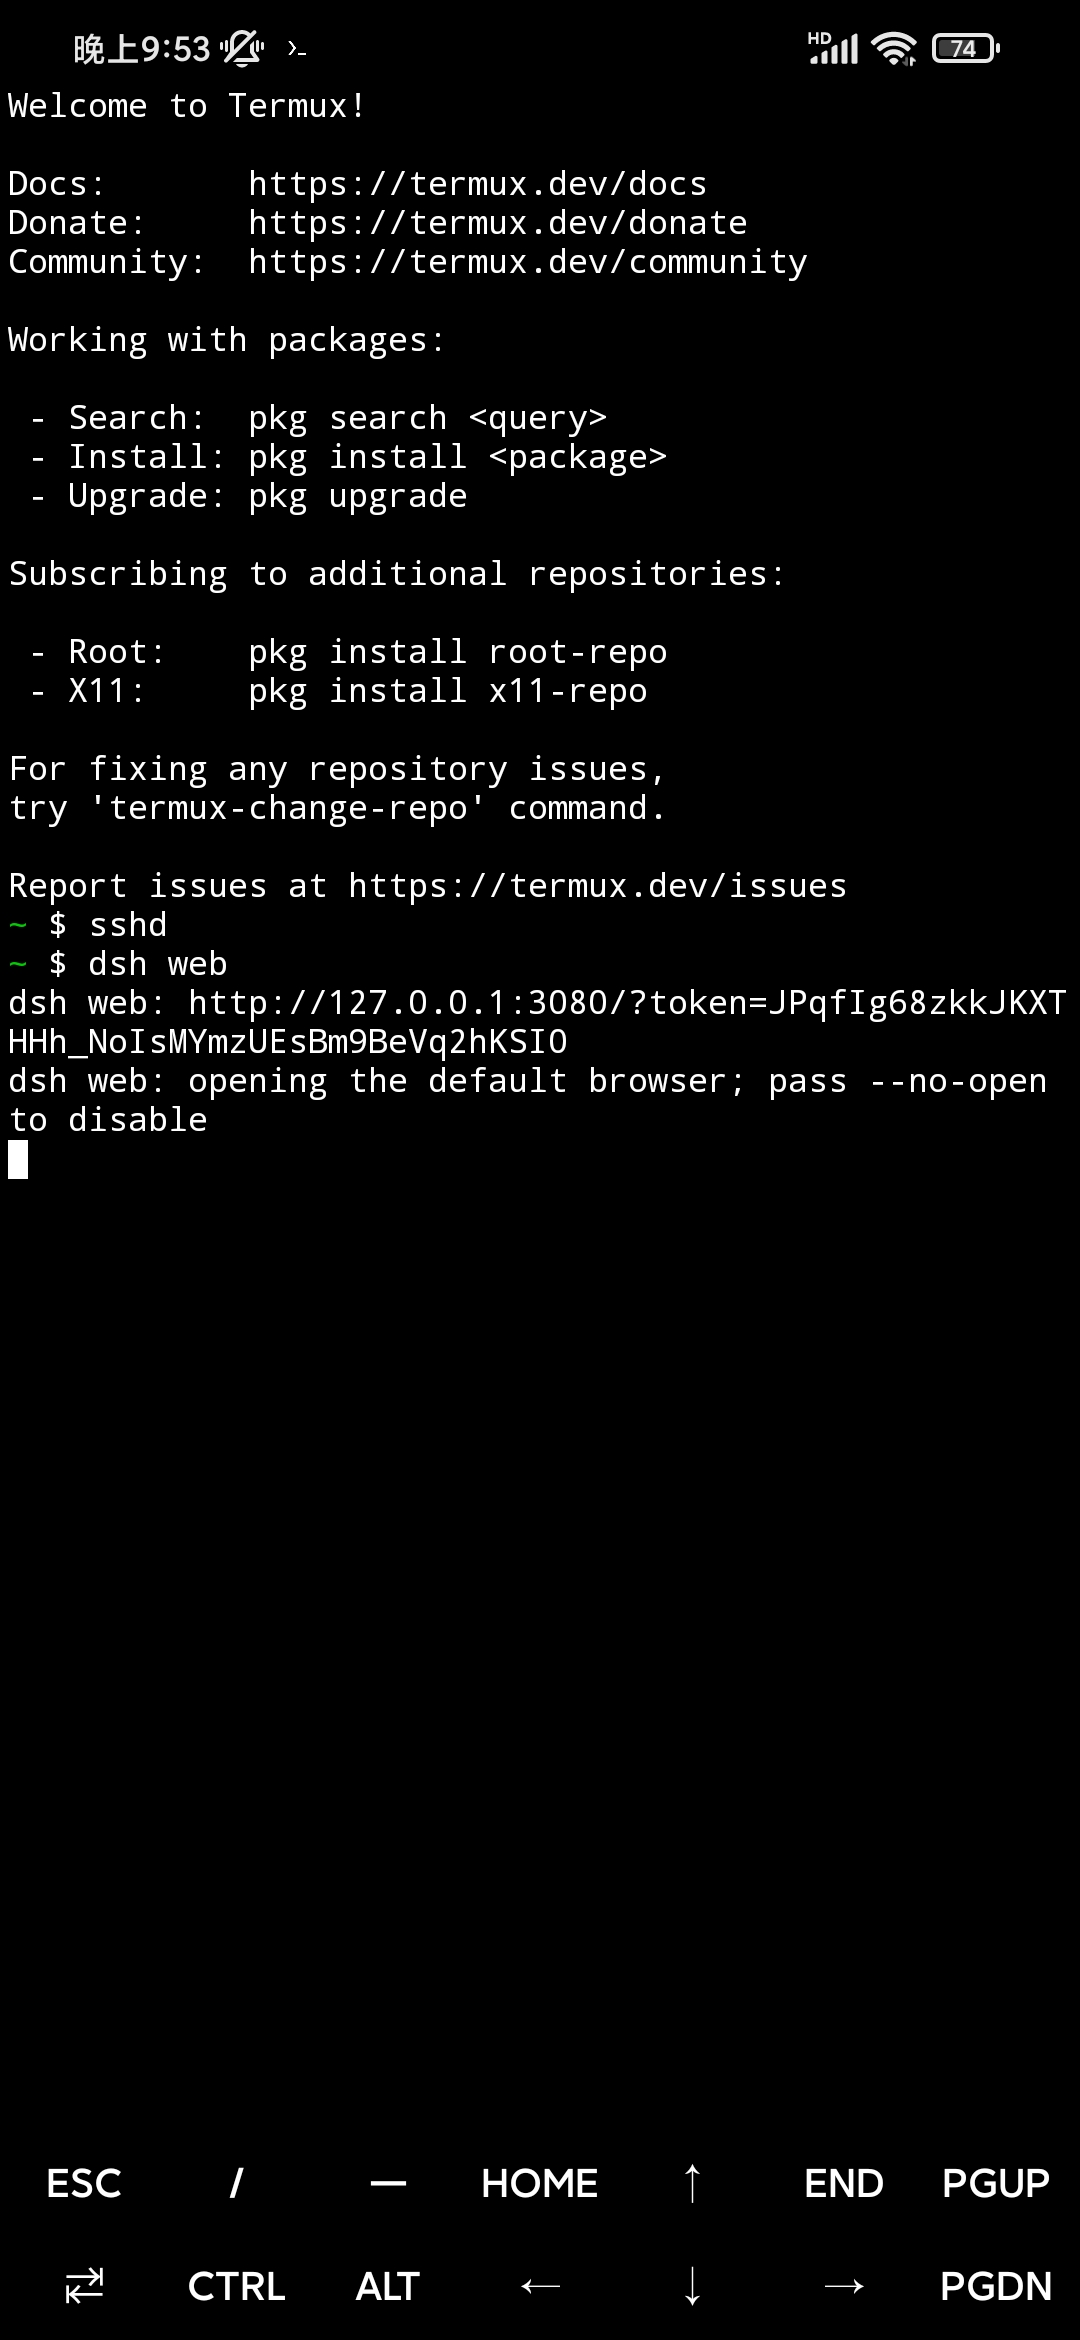 晚上9:53 HD 74
Welcome to Termux!
Docs:       https://termux.dev/docs
Donate:     https://termux.dev/donate
Community:  https://termux.dev/community
Working with packages:
 - Search:  pkg search <query>
 - Install: pkg install <package>
 - Upgrade: pkg upgrade
Subscribing to additional repositories:
 - Root:    pkg install root-repo
 - X11:     pkg install x11-repo
For fixing any repository issues,
try 'termux-change-repo' command.
Report issues at https://termux.dev/issues
~ $ sshd
~ $ dsh web
dsh web: http://127.0.0.1:3080/?token=JPqfIg68zkkJKXT
HHh_NoIsMYmzUEsBm9BeVq2hKSIO
dsh web: opening the default browser; pass --no-open
to disable
ESC / — HOME ↑ END PGUP
⇄ CTRL ALT ← ↓ → PGDN